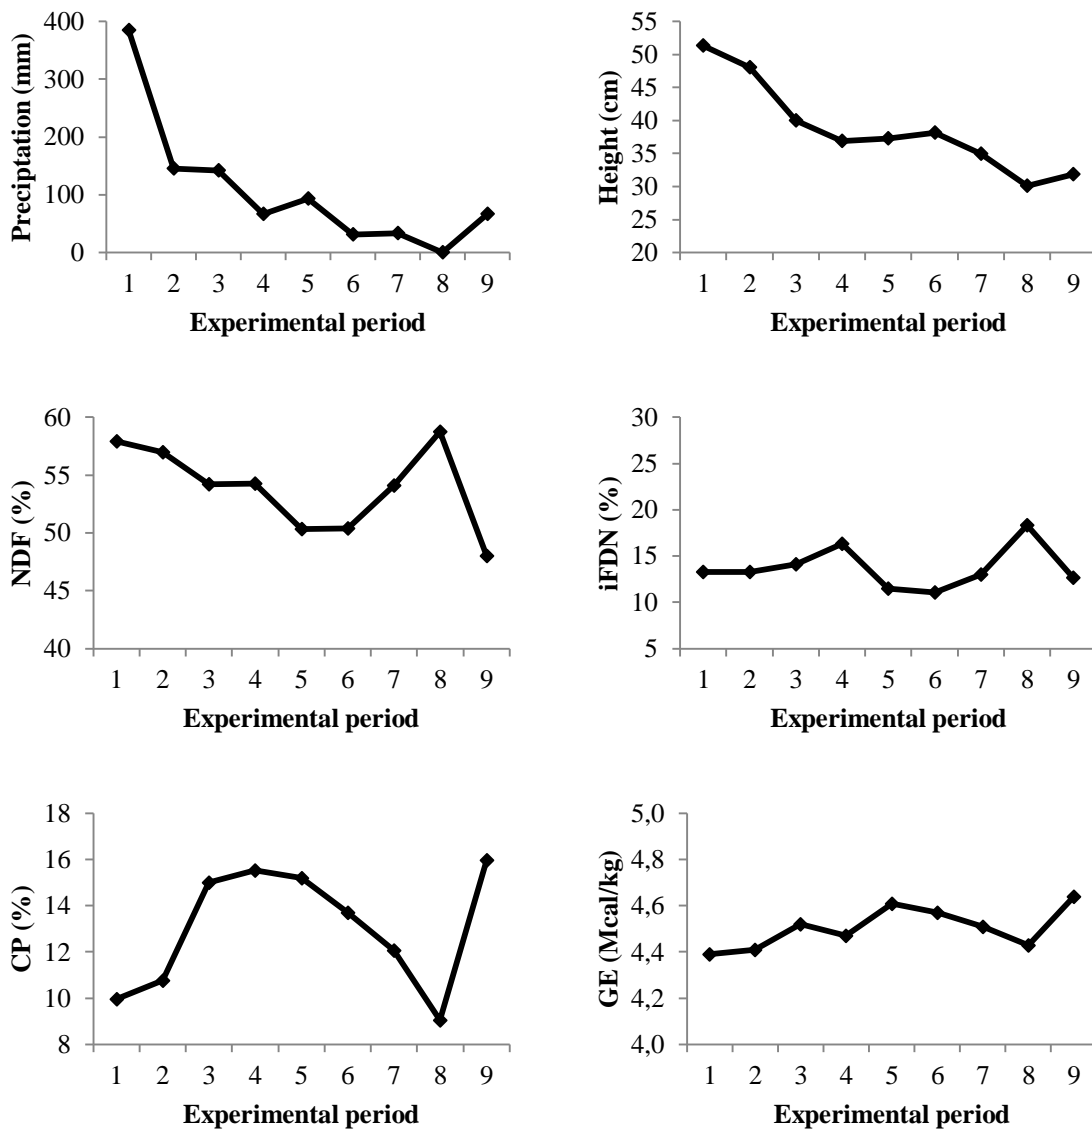 Preciptation (mm)
400
300
200
100
0
1 2 3 4 5 6 7 8 9
Experimental period
Height (cm)
55
50
45
40
35
30
25
20
1 2 3 4 5 6 7 8 9
Experimental period
NDF (%)
60
55
50
45
40
1 2 3 4 5 6 7 8 9
Experimental period
iFDN (%)
30
25
20
15
10
5
1 2 3 4 5 6 7 8 9
Experimental period
CP (%)
18
16
14
12
10
8
1 2 3 4 5 6 7 8 9
Experimental period
GE (Mcal/kg)
5,0
4,8
4,6
4,4
4,2
4,0
1 2 3 4 5 6 7 8 9
Experimental period